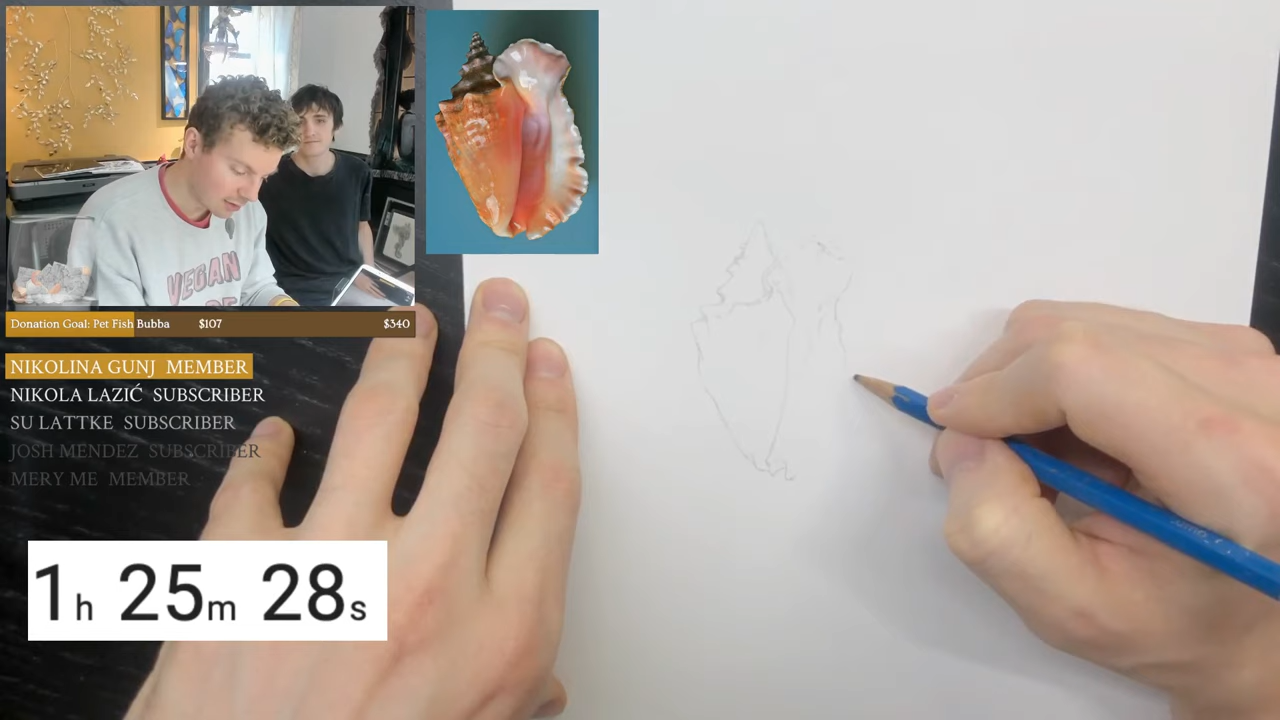 VEGAN
Donation Goal: Pet Fish Bubba $107 $340
NIKOLINA GUNJ MEMBER
NIKOLA LAZIĆ SUBSCRIBER
SU LATTKE SUBSCRIBER
JOSH MENDEZ SUBSCRIBER
MERY ME MEMBER
1h 25m 28s